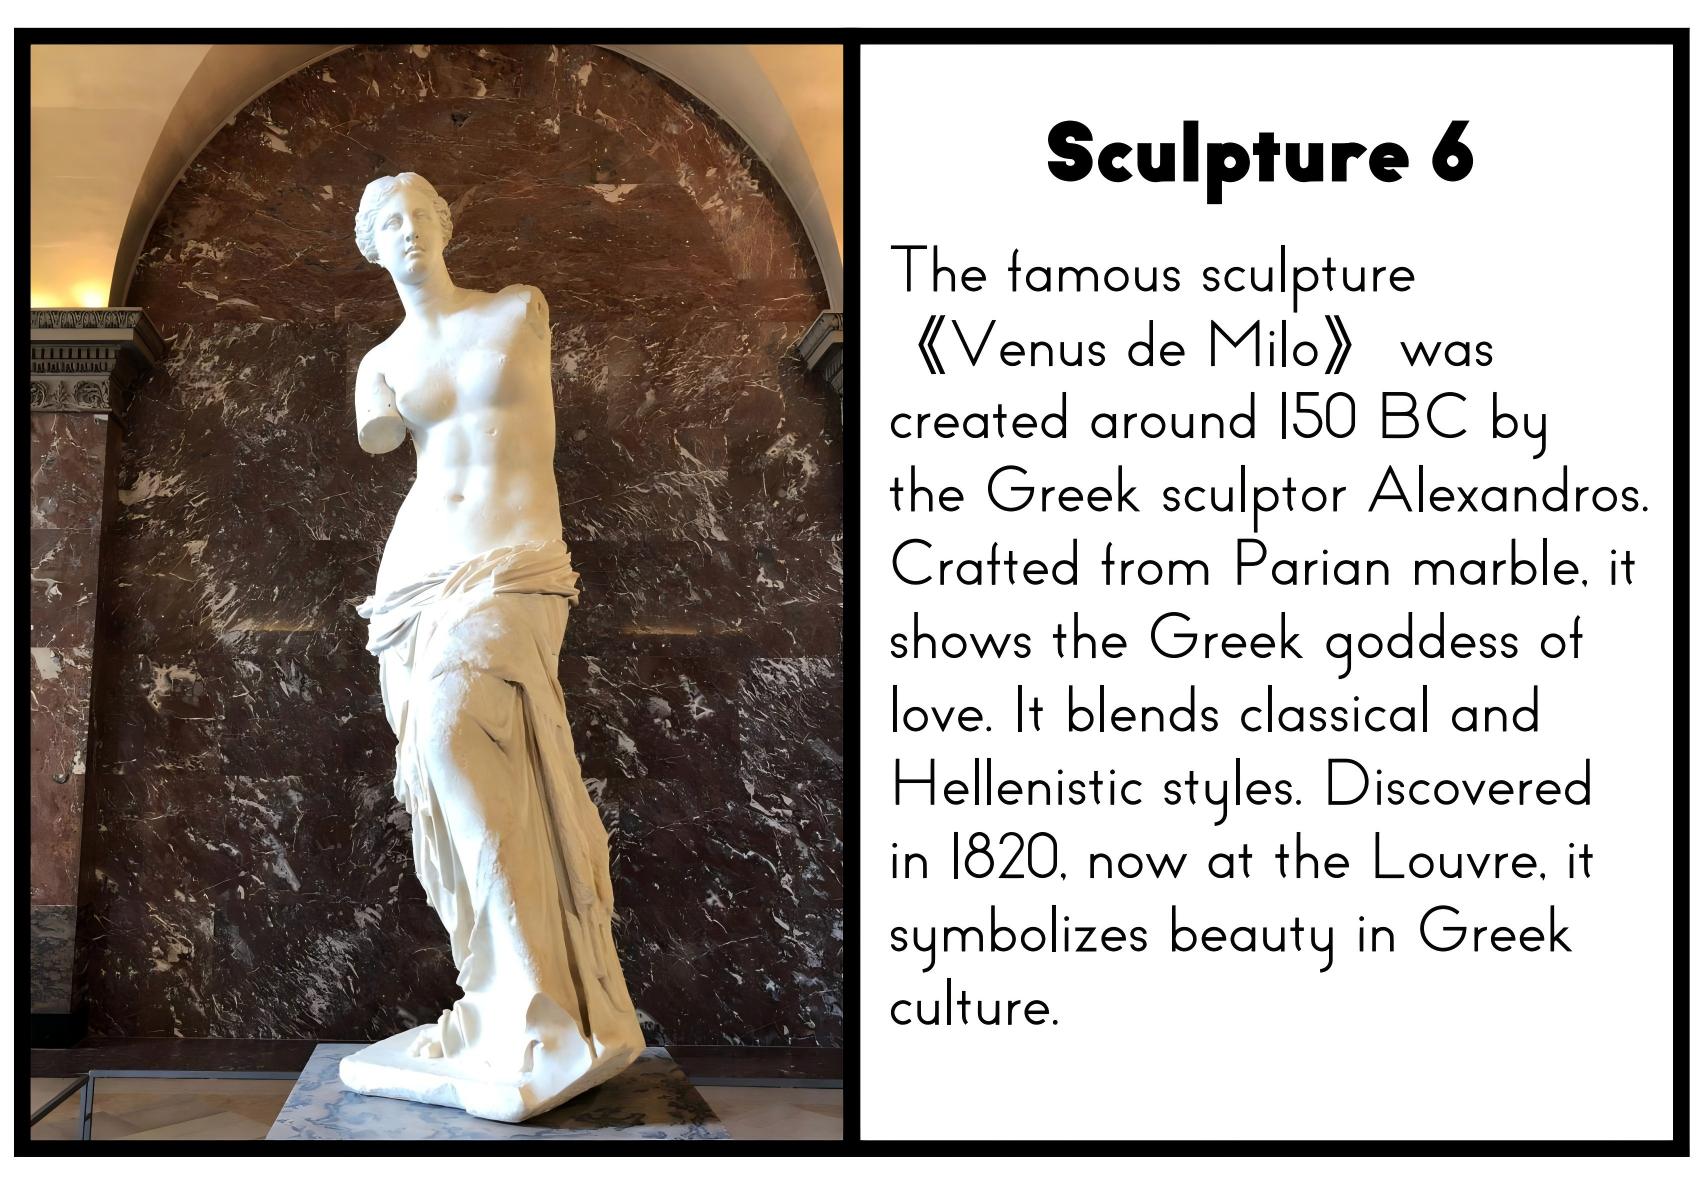 Sculpture 6
The famous sculpture
《Venus de Milo》 was
created around 150 BC by
the Greek sculptor Alexandros.
Crafted from Parian marble, it
shows the Greek goddess of
love. It blends classical and
Hellenistic styles. Discovered
in 1820, now at the Louvre, it
symbolizes beauty in Greek
culture.